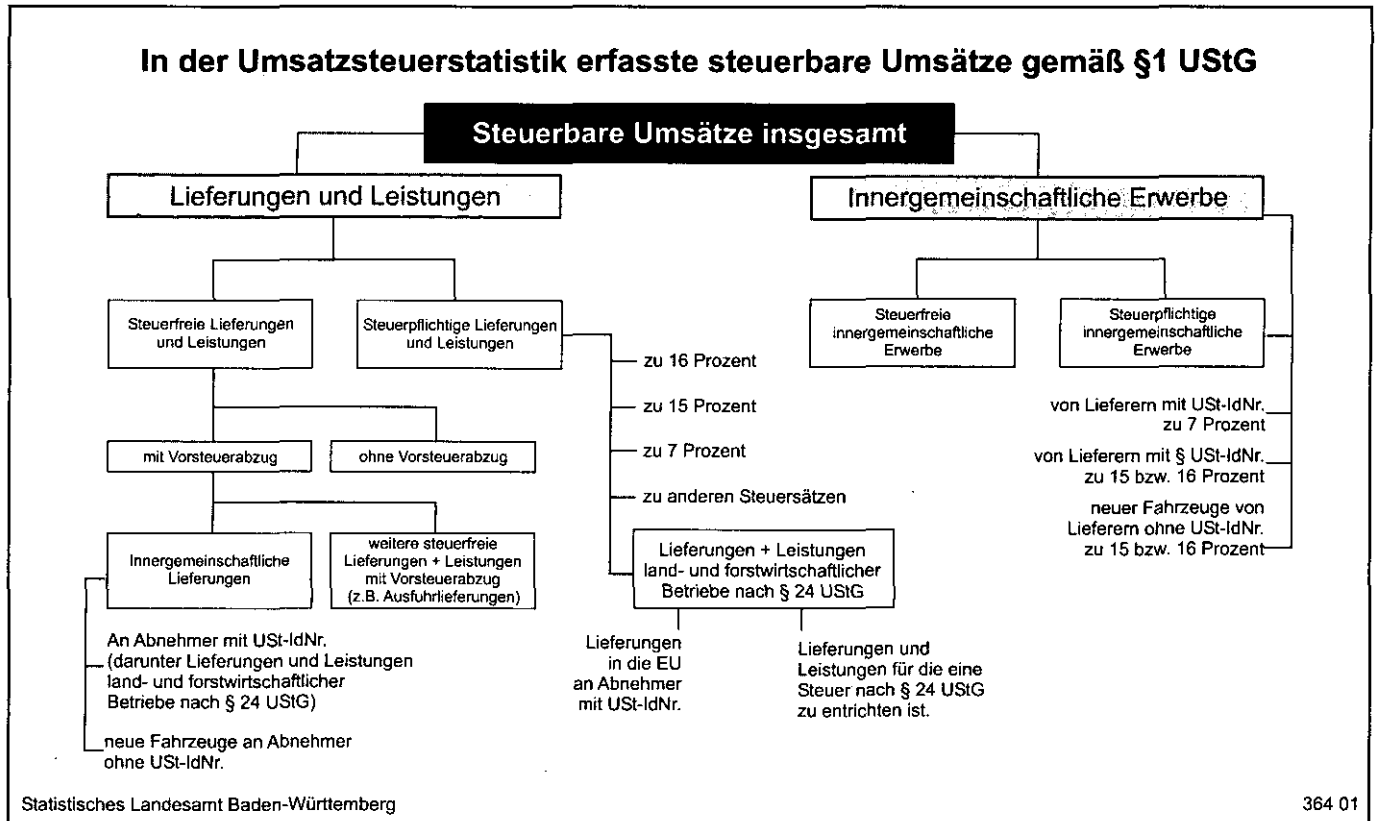 In der Umsatzsteuerstatistik erfasste steuerbare Umsätze gemäß §1 UStG
Steuerbare Umsätze insgesamt
Lieferungen und Leistungen
Innergemeinschaftliche Erwerbe
Steuerfreie Lieferungen
und Leistungen
Steuerpflichtige Lieferungen
und Leistungen
Steuerfreie
innergemeinschaftliche
Erwerbe
Steuerpflichtige
innergemeinschaftliche
Erwerbe
zu 16 Prozent
zu 15 Prozent
zu 7 Prozent
zu anderen Steuersätzen
von Lieferern mit USt-IdNr.
zu 7 Prozent
von Lieferern mit § USt-IdNr.
zu 15 bzw. 16 Prozent
neuer Fahrzeuge von
Lieferern ohne USt-IdNr.
zu 15 bzw. 16 Prozent
mit Vorsteuerabzug
ohne Vorsteuerabzug
Innergemeinschaftliche
Lieferungen
weitere steuerfreie
Lieferungen + Leistungen
mit Vorsteuerabzug
(z.B. Ausfuhrlieferungen)
Lieferungen + Leistungen
land- und forstwirtschaftlicher
Betriebe nach § 24 UStG
An Abnehmer mit USt-IdNr.
(darunter Lieferungen und Leistungen
land- und forstwirtschaftlicher
Betriebe nach § 24 UStG)
neue Fahrzeuge an Abnehmer
ohne USt-IdNr.
Lieferungen
in die EU
an Abnehmer
mit USt-IdNr.
Lieferungen und
Leistungen für die eine
Steuer nach § 24 UStG
zu entrichten ist.
Statistisches Landesamt Baden-Württemberg
364 01